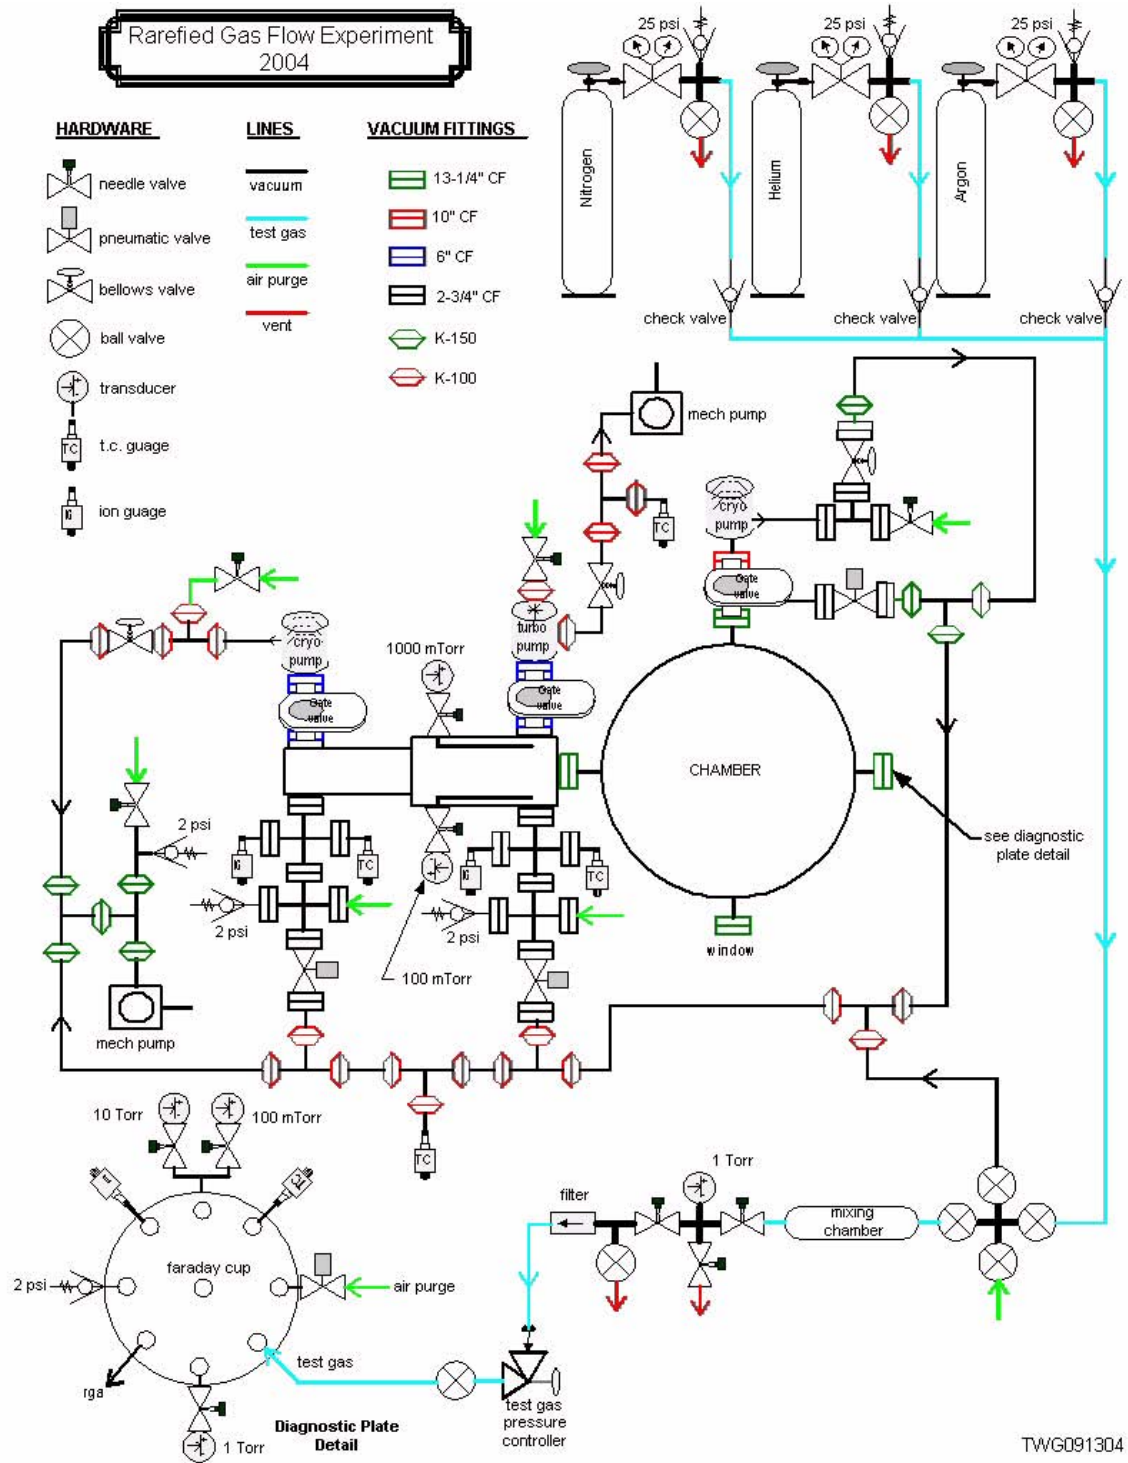 Rarefied Gas Flow Experiment
2004
HARDWARE
needle valve
pneumatic valve
bellows valve
ball valve
transducer
TC
t.c. guage
IG
ion guage
LINES
vacuum
test gas
air purge
vent
VACUUM FITTINGS
13-1/4" CF
10" CF
6" CF
2-3/4" CF
K-150
K-100
25 psi
25 psi
25 psi
Nitrogen
Helium
Argon
check valve
check valve
check valve
mech pump
TC
cryo
pump
Gate
valve
turbo
pump
Gate
valve
cryo
pump
Gate
valve
1000 mTorr
CHAMBER
see diagnostic
plate detail
window
2 psi
IG
TC
2 psi
IG
TC
2 psi
100 mTorr
mech pump
TC
10 Torr
100 mTorr
TC
faraday cup
2 psi
air purge
rga
test gas
1 Torr
Diagnostic Plate
Detail
filter
1 Torr
mixing
chamber
test gas
pressure
controller
TWG091304